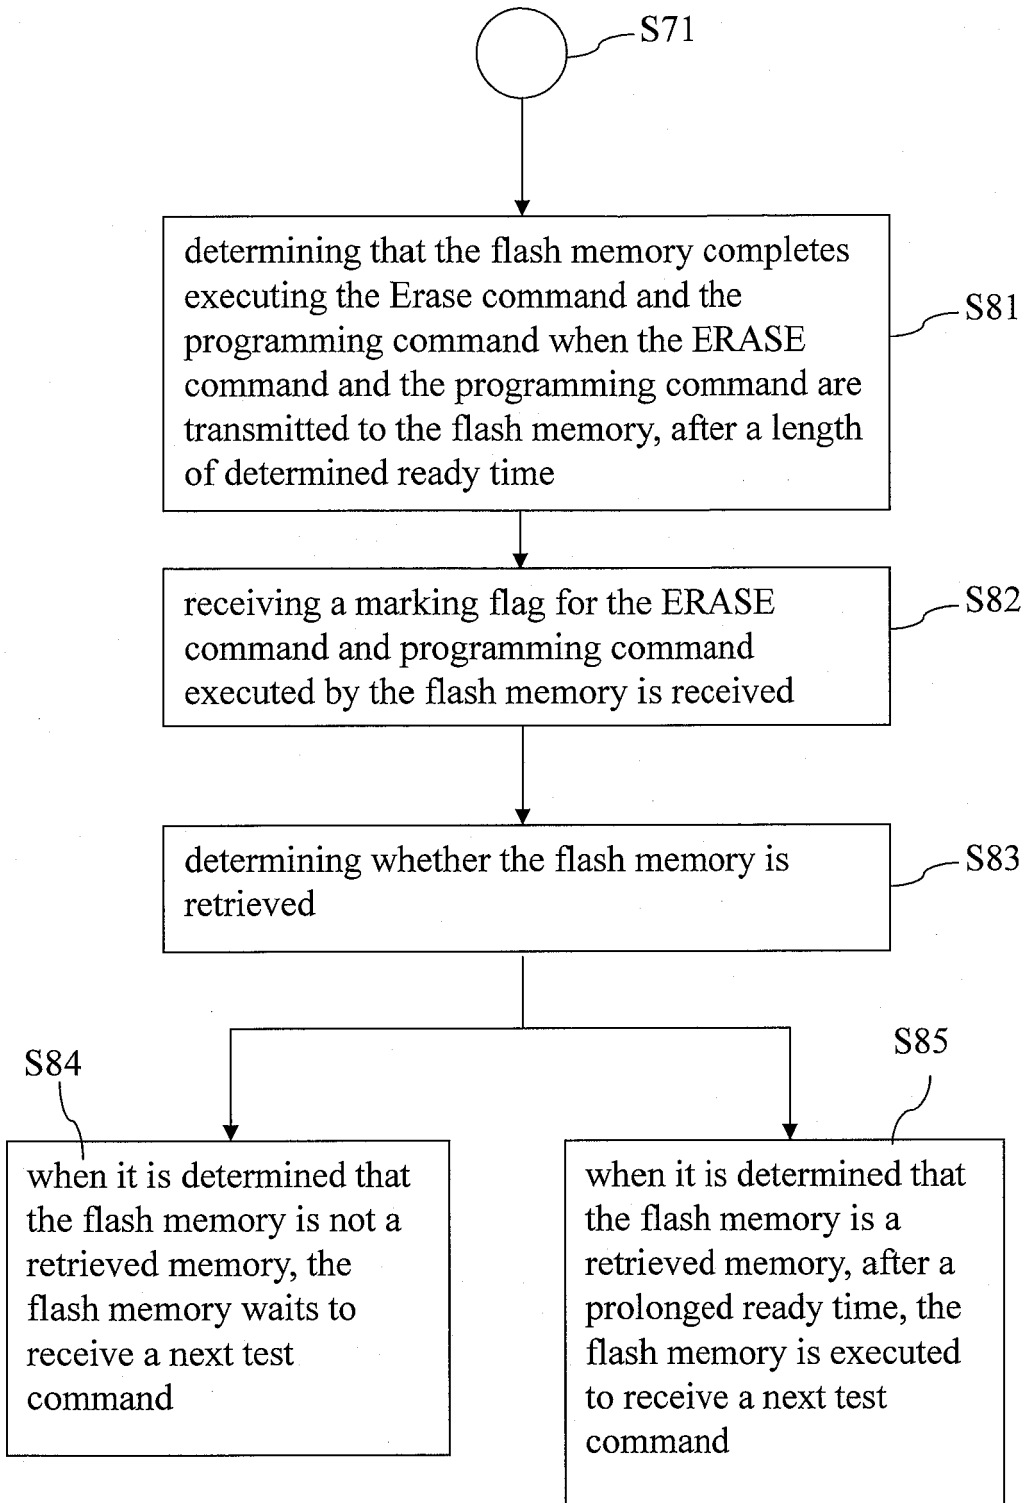 S71
determining that the flash memory completes
executing the Erase command and the
programming command when the ERASE
command and the programming command are
transmitted to the flash memory, after a length
of determined ready time
S81
receiving a marking flag for the ERASE
command and programming command
executed by the flash memory is received
S82
determining whether the flash memory is
retrieved
S83
S84
when it is determined that
the flash memory is not a
retrieved memory, the
flash memory waits to
receive a next test
command
S85
when it is determined that
the flash memory is a
retrieved memory, after a
prolonged ready time, the
flash memory is executed
to receive a next test
command